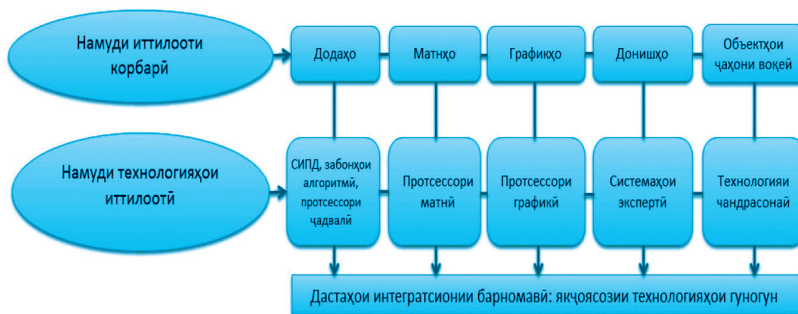 Намуди иттилооти
корбарӣ
Додаҳо
Матнҳо
Графикҳо
Донишҳо
Объектҳои
ҷаҳони воқеӣ
Намуди технологияҳои
иттилоотӣ
СИПД, забонҳои
алгоритмӣ,
протсессори
ҷадвалӣ
Протсессори
матнӣ
Протсессори
графикӣ
Системаҳои
экспертӣ
Технологияи
чандрасонаӣ
Дастаҳои интегратсионии барномавӣ: якҷоясозии технологияҳои гуногун